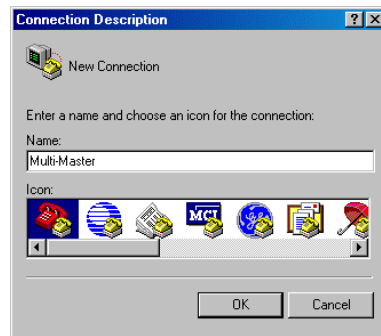 Connection Description
New Connection
Enter a name and choose an icon for the connection:
Name:
Multi-Master
Icon:
MCI
OK
Cancel